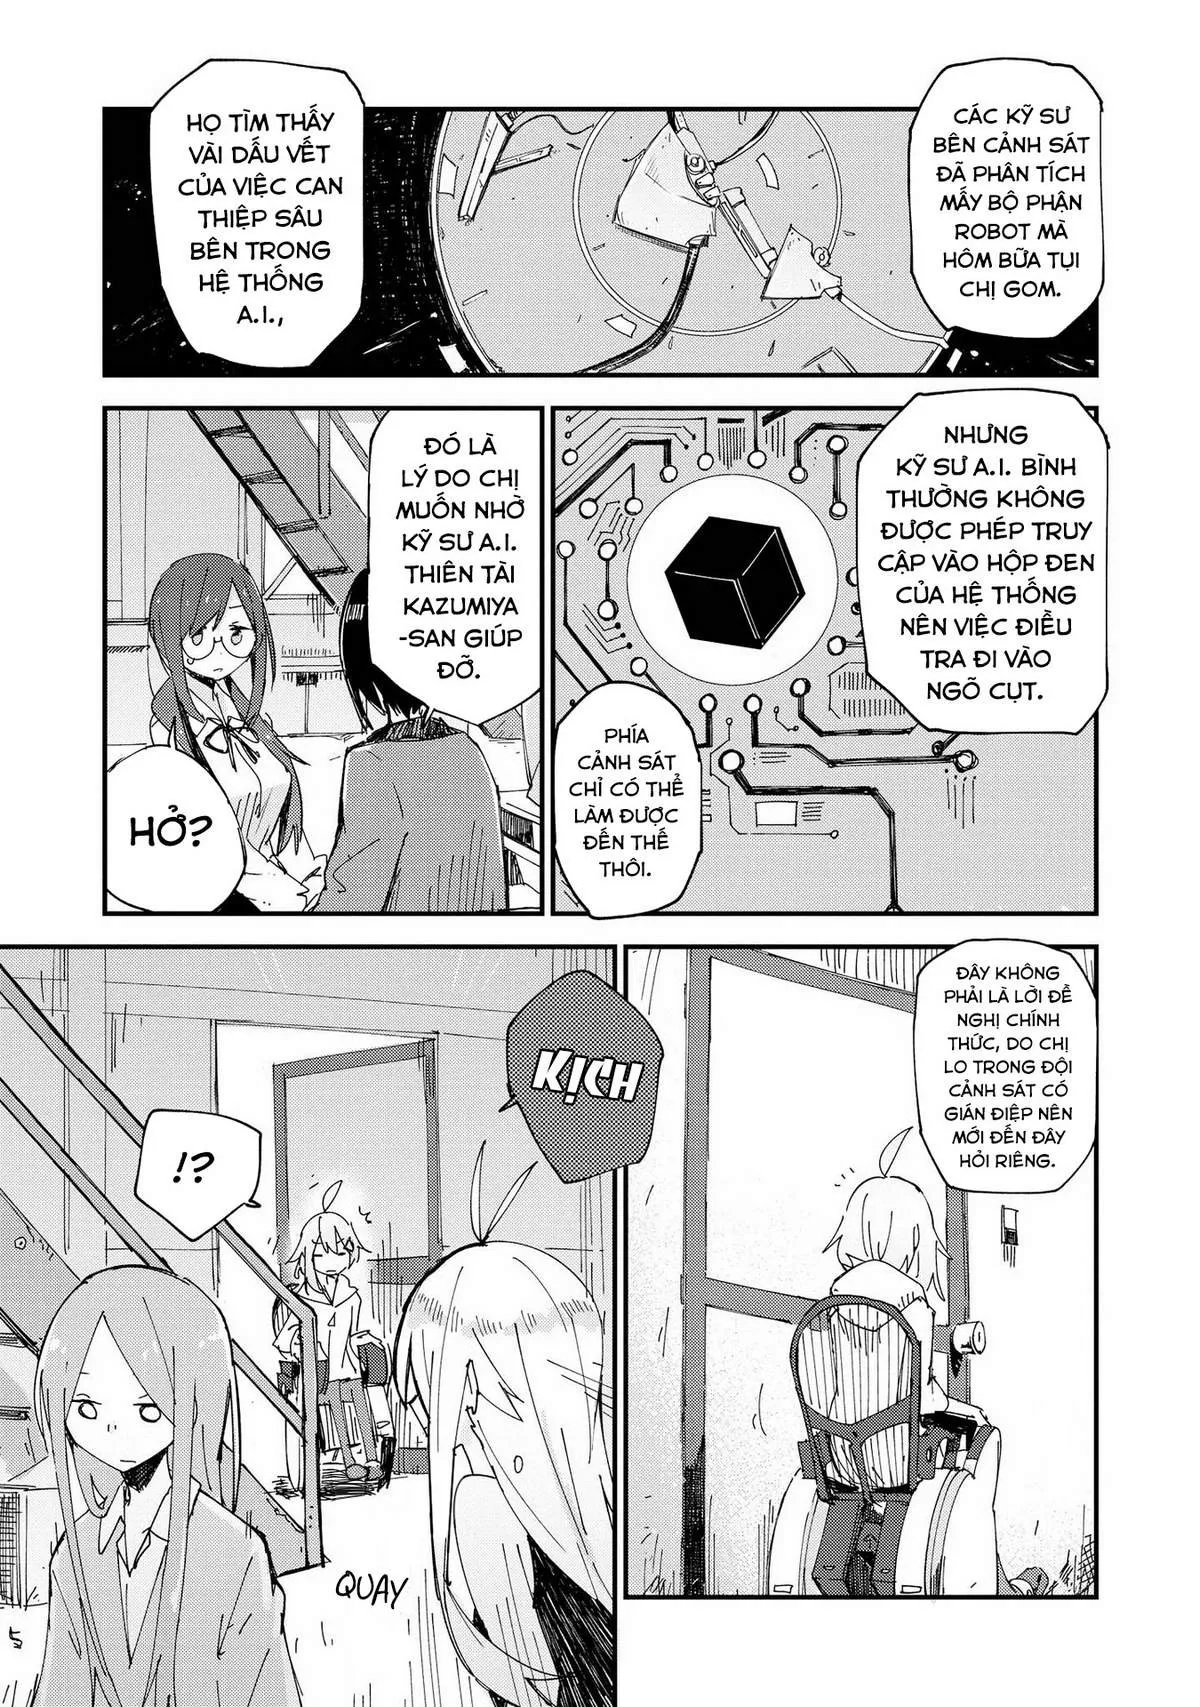 CÁC KỸ SƯ
BÊN CẢNH SÁT
ĐÃ PHÂN TÍCH
MẤY BỘ PHẬN
ROBOT MÀ
HÔM BỮA TỤI
CHỊ GOM.
HỌ TÌM THẤY
VÀI DẤU VẾT
CỦA VIỆC CAN
THIỆP SÂU
BÊN TRONG
HỆ THỐNG
A.I.,
NHƯNG
KỸ SƯ A.I. BÌNH
THƯỜNG KHÔNG
ĐƯỢC PHÉP TRUY
CẬP VÀO HỘP ĐEN
CỦA HỆ THỐNG
NÊN VIỆC ĐIỀU
TRA ĐI VÀO
NGÕ CỤT.
PHÍA
CẢNH SÁT
CHỈ CÓ THỂ
LÀM ĐƯỢC
ĐẾN THẾ
THÔI.
ĐÓ LÀ
LÝ DO CHỊ
MUỐN NHỜ
KỸ SƯ A.I.
THIÊN TÀI
KAZUMIYA
-SAN GIÚP
ĐỠ.
HỞ?
ĐÂY KHÔNG
PHẢI LÀ LỜI ĐỀ
NGHỊ CHÍNH
THỨC, DO CHỊ
LO TRONG ĐỘI
CẢNH SÁT CÓ
GIÁN ĐIỆP NÊN
MỚI ĐẾN ĐÂY
HỎI RIÊNG.
KỊCH
!?
QUAY